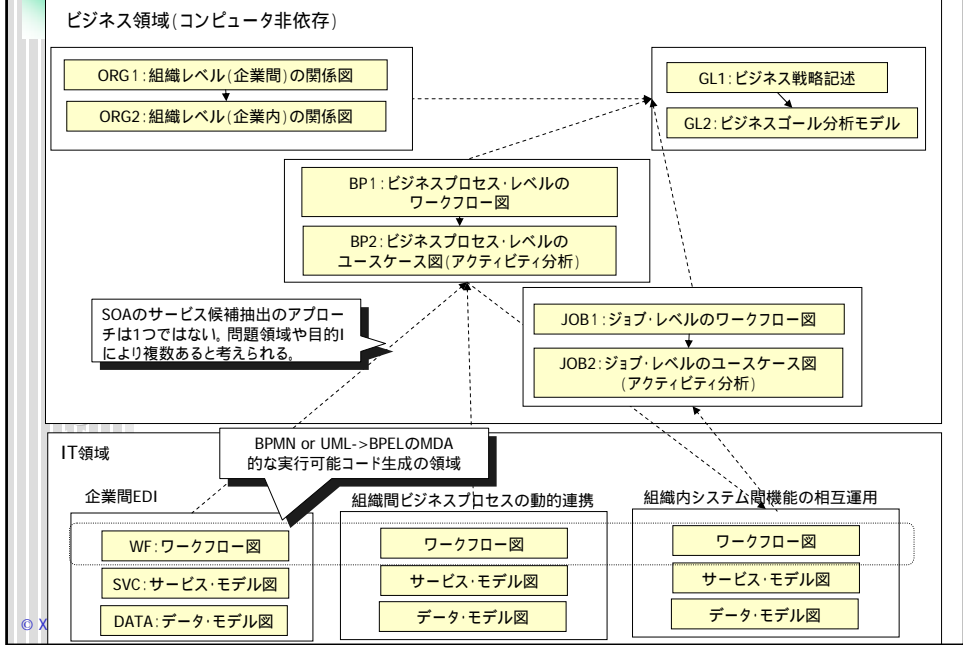 ビジネス領域(コンピュータ非依存)
ORG1:組織レベル(企業間)の関係図
ORG2:組織レベル(企業内)の関係図
GL1:ビジネス戦略記述
GL2:ビジネスゴール分析モデル
BP1:ビジネスプロセス・レベルの
ワークフロー図
BP2:ビジネスプロセス・レベルの
ユースケース図(アクティビティ分析)
SOAのサービス候補抽出のアプロー
チは1つではない。問題領域や目的I
により複数あると考えられる。
JOB1:ジョブ・レベルのワークフロー図
JOB2:ジョブ・レベルのユースケース図
(アクティビティ分析)
IT領域
BPMN or UML->BPELのMDA
的な実行可能コード生成の領域
企業間EDI
組織間ビジネスプロセスの動的連携
組織内システム間機能の相互運用
WF:ワークフロー図
SVC:サービス・モデル図
DATA:データ・モデル図
ワークフロー図
サービス・モデル図
データ・モデル図
ワークフロー図
サービス・モデル図
データ・モデル図
© X